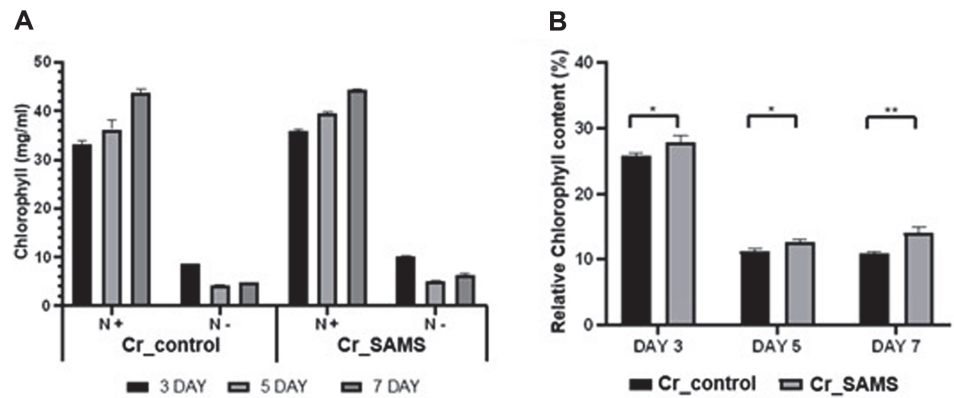 A
Chlorophyll (mg/ml)
50
40
30
20
10
0
N + N - N + N -
Cr_control Cr_SAMS
3 DAY 5 DAY 7 DAY
B
Relative Chlorophyll content (%)
40
30
20
10
0
* * **
DAY 3 DAY 5 DAY 7
Cr_control Cr_SAMS